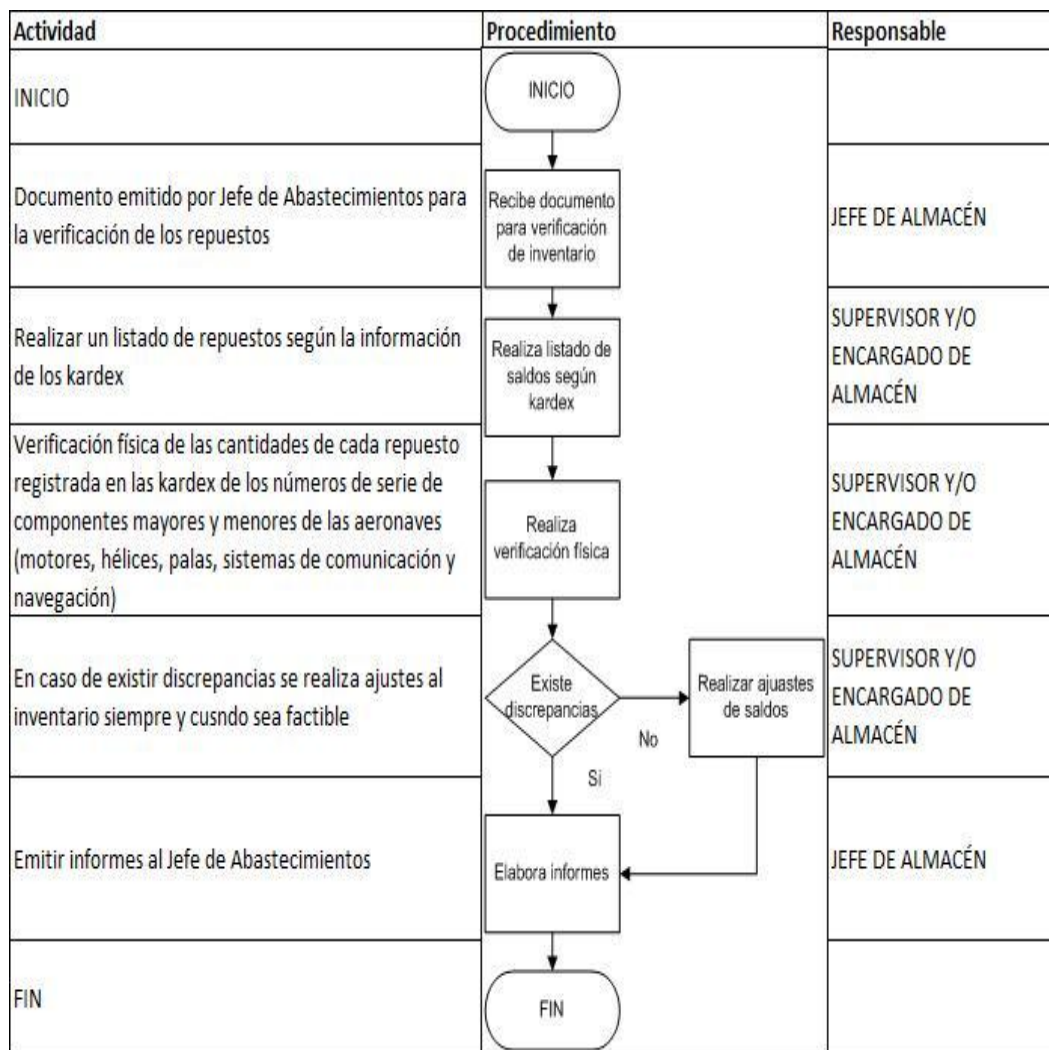 Actividad
Procedimiento
Responsable
INICIO
INICIO
Documento emitido por Jefe de Abastecimientos para
la verificación de los repuestos
Recibe documento
para verificación
de inventario
JEFE DE ALMACÉN
Realizar un listado de repuestos según la información
de los kardex
Realiza listado de
saldos según
kardex
SUPERVISOR Y/O
ENCARGADO DE
ALMACÉN
Verificación física de las cantidades de cada repuesto
registrada en las kardex de los números de serie de
componentes mayores y menores de las aeronaves
(motores, hélices, palas, sistemas de comunicación y
navegación)
Realiza
verificación física
SUPERVISOR Y/O
ENCARGADO DE
ALMACÉN
En caso de existir discrepancias se realiza ajustes al
inventario siempre y cusndo sea factible
Existe
discrepancias
No
Si
Realizar ajuastes
de saldos
SUPERVISOR Y/O
ENCARGADO DE
ALMACÉN
Emitir informes al Jefe de Abastecimientos
Elabora informes
JEFE DE ALMACÉN
FIN
FIN